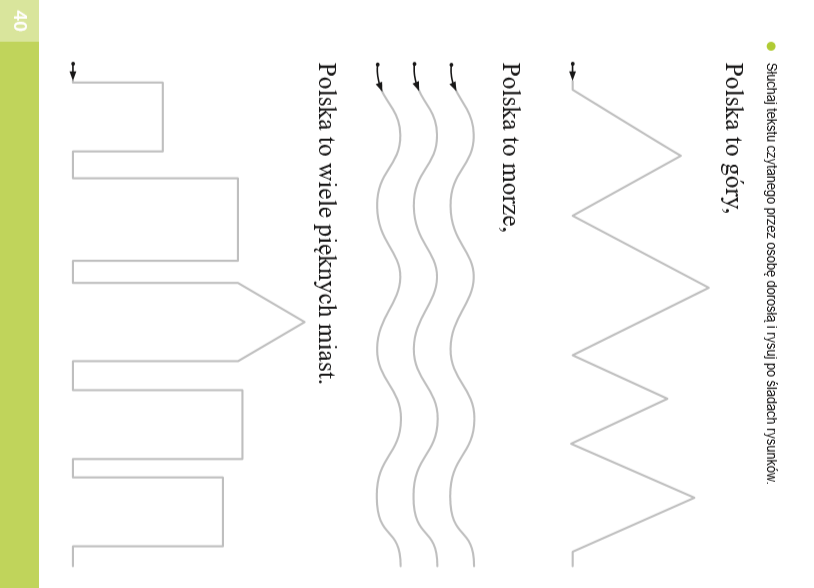 Słuchaj tekstu czytanego przez osobę dorosłą i rysuj po śladach rysunków.
Polska to góry,
Polska to morze,
Polska to wiele pięknych miast.
40